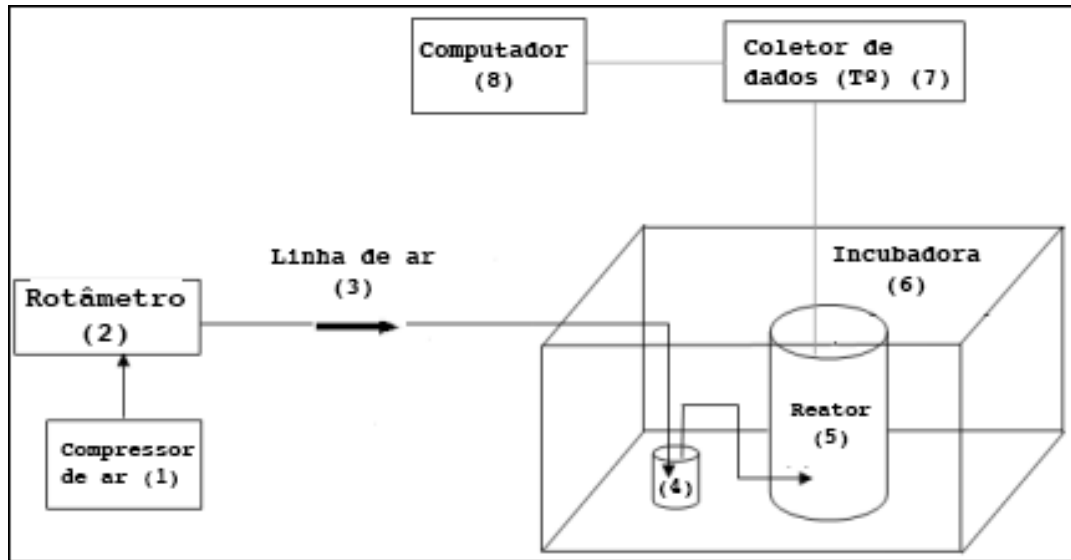 Computador
(8)
Coletor de
dados (Tº) (7)
Linha de ar
(3)
Incubadora
(6)
Rotâmetro
(2)
Reator
(5)
Compressor
de ar (1)
(4)